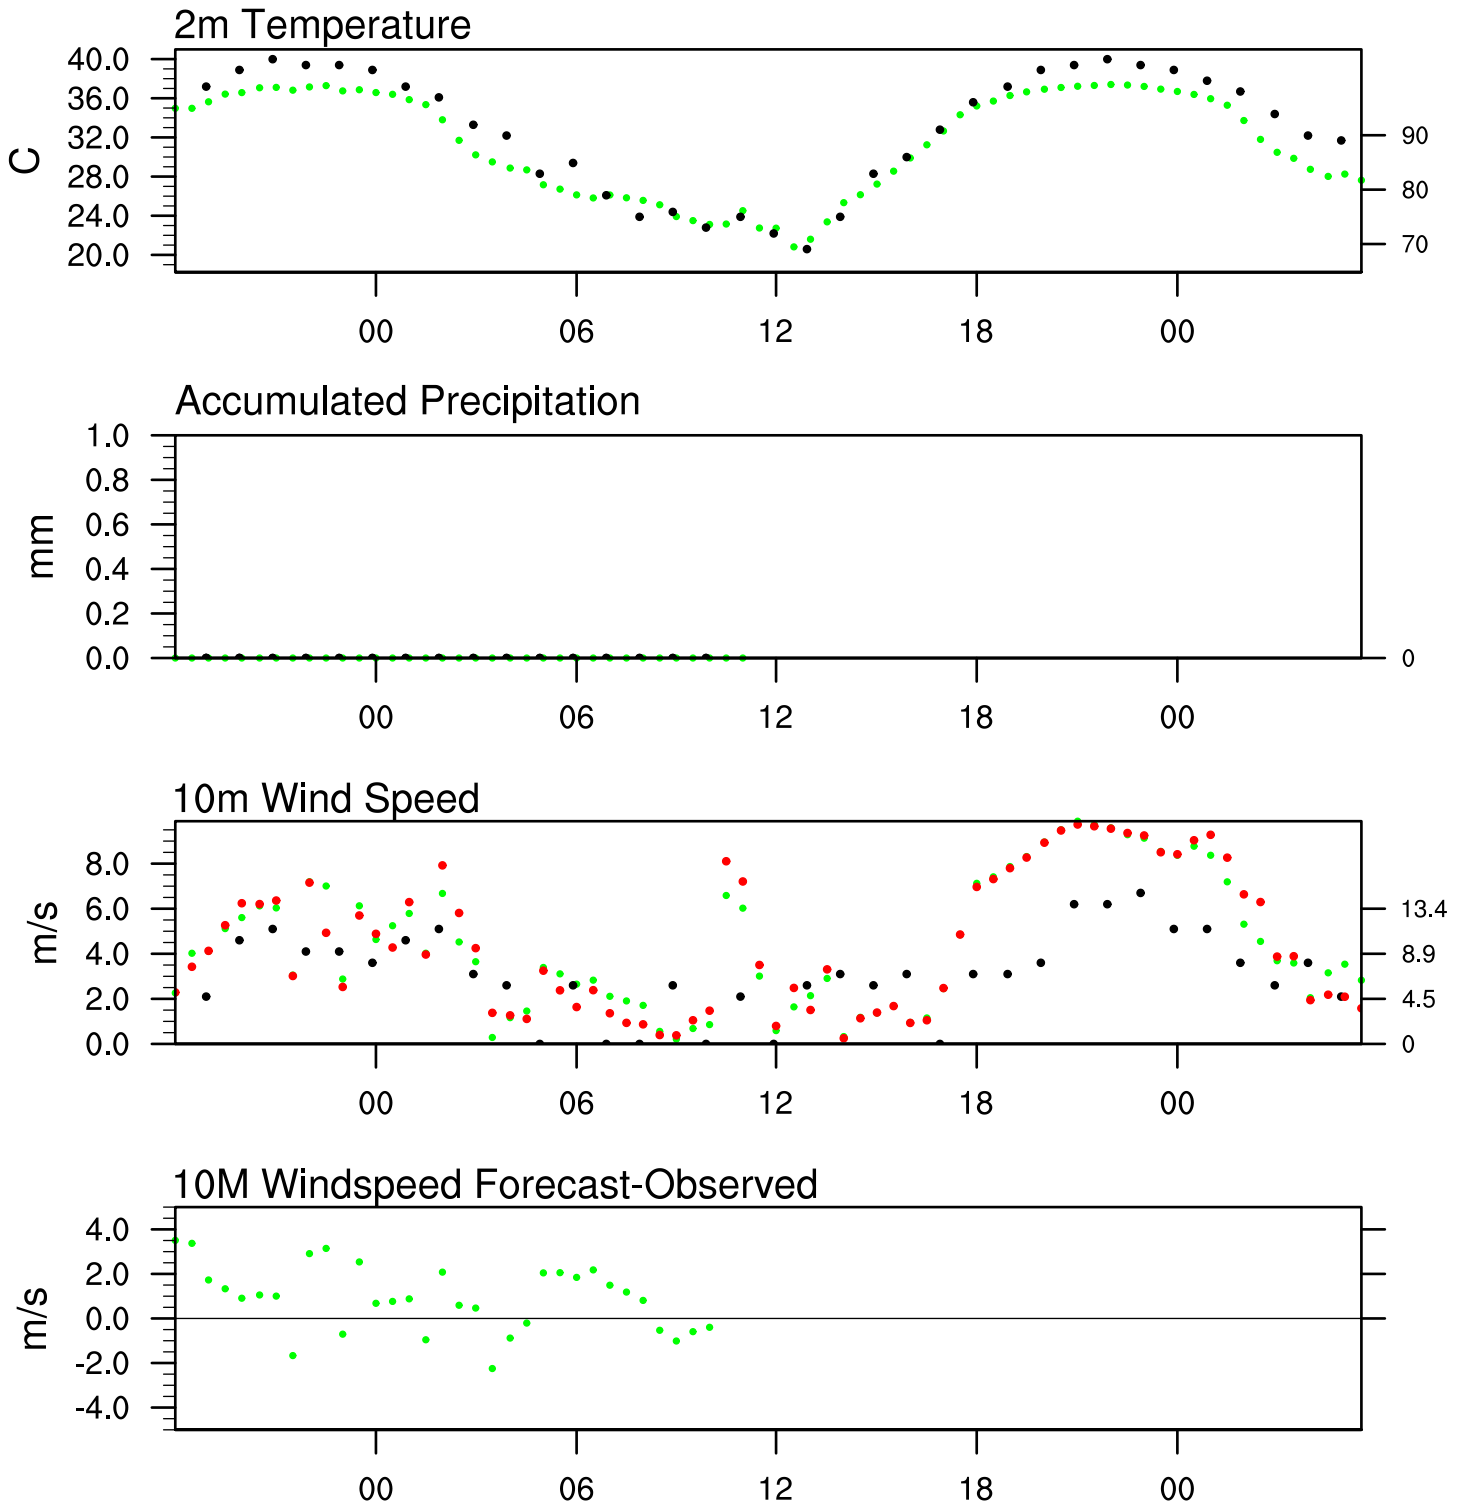 2m Temperature
40.0
36.0
32.0
28.0
24.0
20.0
C
90
80
70
00 06 12 18 00
Accumulated Precipitation
1.0
0.8
0.6
0.4
0.2
0.0
mm
0
00 06 12 18 00
10m Wind Speed
8.0
6.0
4.0
2.0
0.0
m/s
13.4
8.9
4.5
0
00 06 12 18 00
10M Windspeed Forecast-Observed
4.0
2.0
0.0
-2.0
-4.0
m/s
00 06 12 18 00